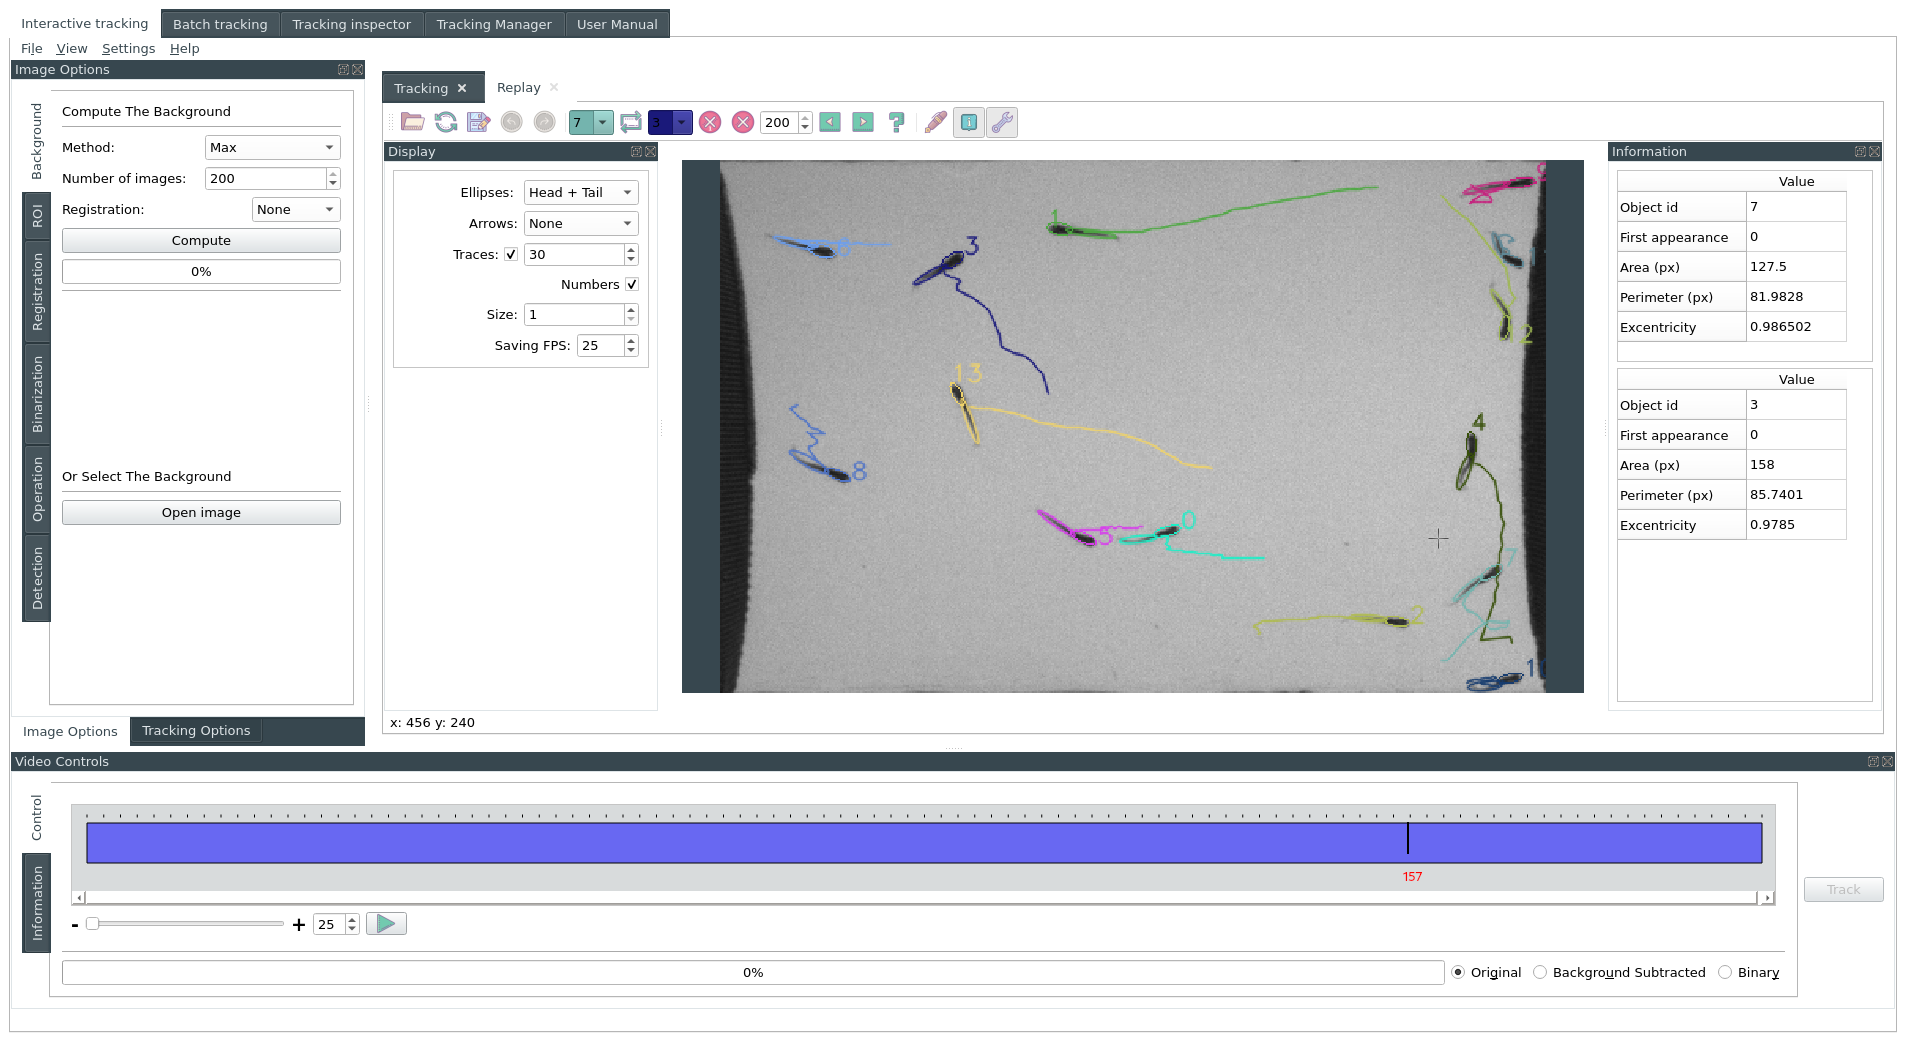 Interactive tracking Batch tracking Tracking inspector Tracking Manager User Manual
File View Settings Help
Image Options
Background
ROI
Registration
Binarization
Operation
Detection
Compute The Background
Method: Max
Number of images: 200
Registration: None
Compute
0%
Or Select The Background
Open image
Image Options Tracking Options
Tracking Replay
7 3 200 ?
Display
Ellipses: Head + Tail
Arrows: None
Traces: 30
Numbers
Size: 1
Saving FPS: 25
1
3
13
8
5
0
4
7
2
12
x: 456 y: 240
Information
Value
Object id 7
First appearance 0
Area (px) 127.5
Perimeter (px) 81.9828
Excentricity 0.986502
Value
Object id 3
First appearance 0
Area (px) 158
Perimeter (px) 85.7401
Excentricity 0.9785
Video Controls
Control
Information
157
Track
- + 25
0% Original Background Subtracted Binary